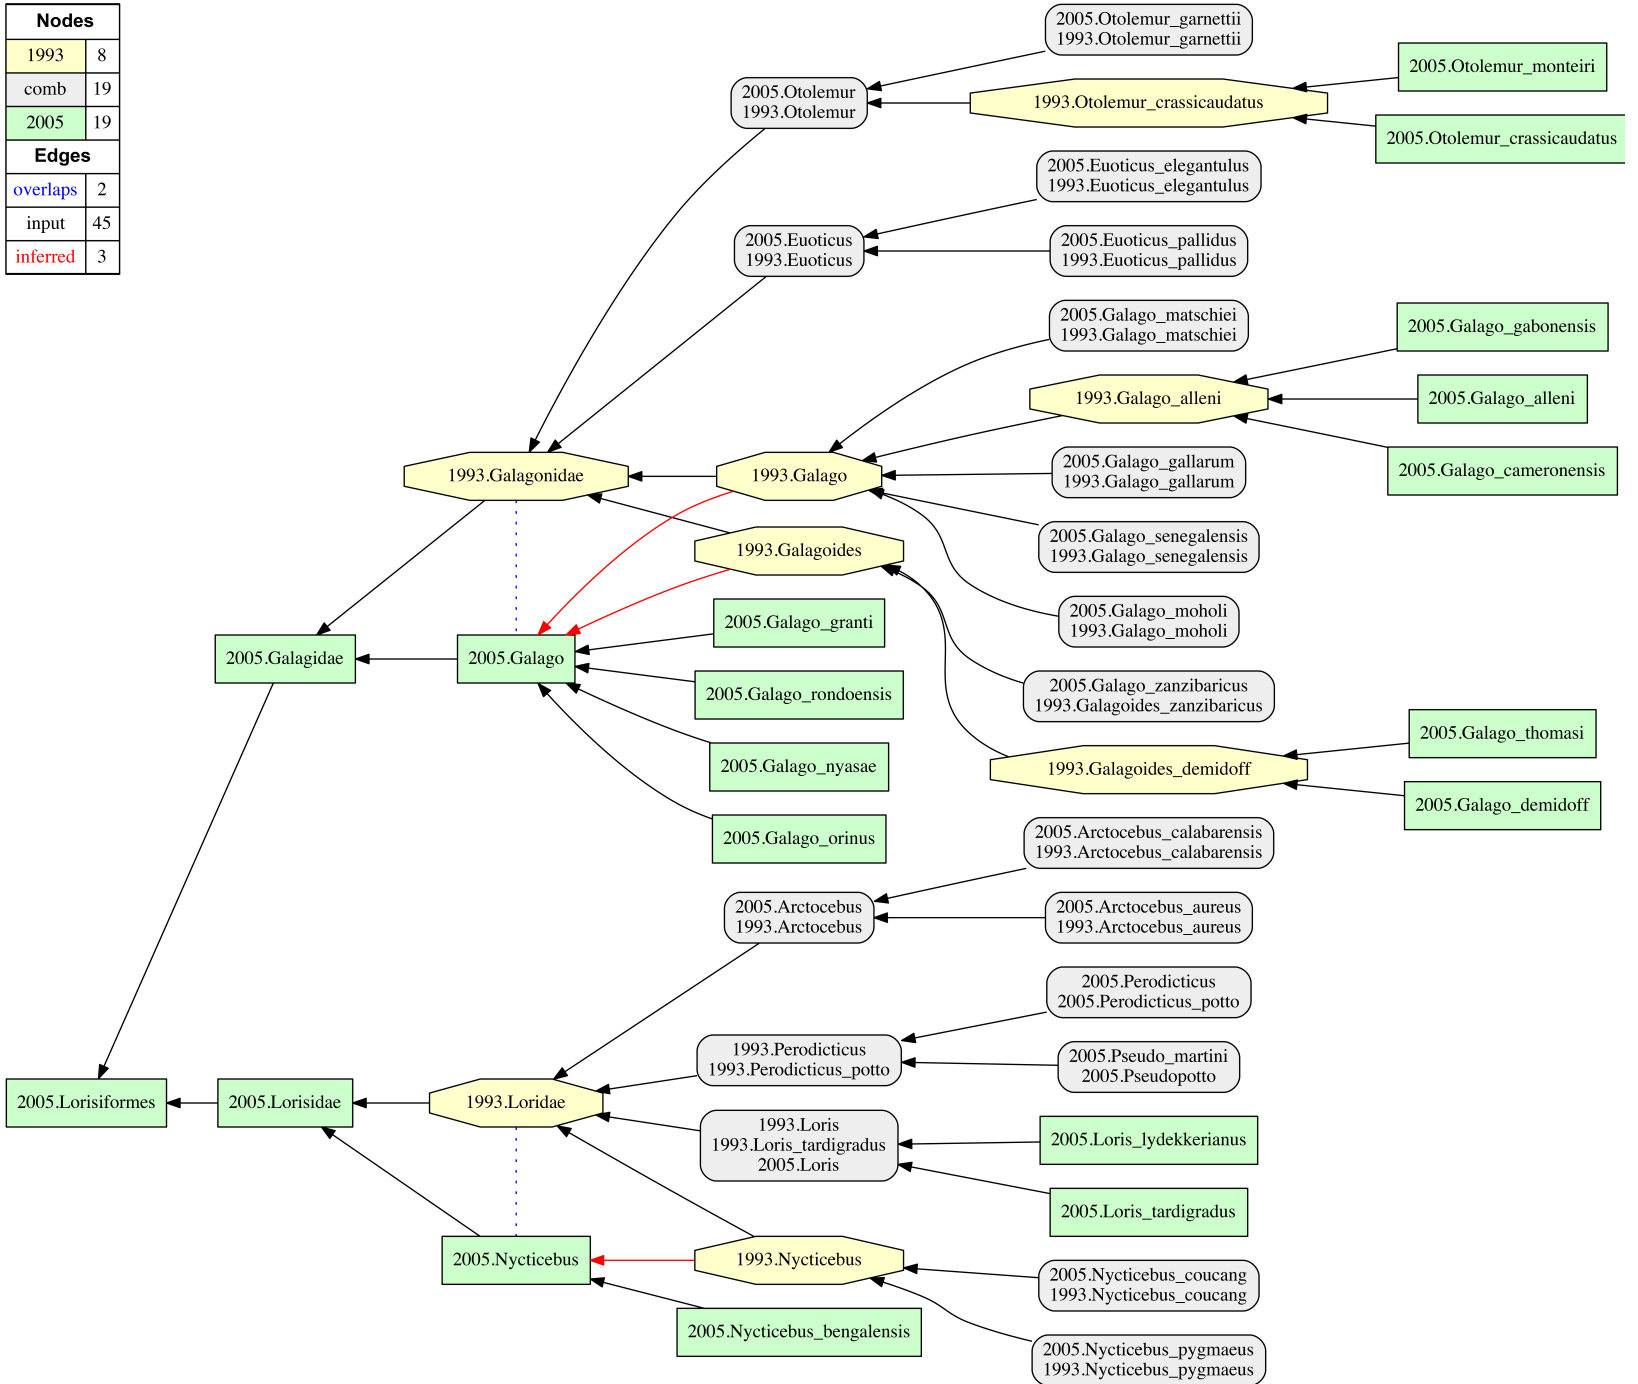 Nodes
1993 8
comb 19
2005 19
Edges
overlaps 2
input 45
inferred 3
2005.Otolemur_garnettii
1993.Otolemur_garnettii
2005.Otolemur_monteiri
2005.Otolemur
1993.Otolemur
1993.Otolemur_crassicaudatus
2005.Otolemur_crassicaudatus
2005.Euoticus_elegantulus
1993.Euoticus_elegantulus
2005.Euoticus
1993.Euoticus
2005.Euoticus_pallidus
1993.Euoticus_pallidus
2005.Galago_matschiei
1993.Galago_matschiei
2005.Galago_gabonensis
1993.Galago_alleni
2005.Galago_alleni
1993.Galagonidae
1993.Galago
2005.Galago_gallarum
1993.Galago_gallarum
2005.Galago_cameronensis
1993.Galagoides
2005.Galago_senegalensis
1993.Galago_senegalensis
2005.Galago_granti
2005.Galago_moholi
1993.Galago_moholi
2005.Galagidae
2005.Galago
2005.Galago_rondoensis
2005.Galago_zanzibaricus
1993.Galagoides_zanzibaricus
2005.Galago_thomasi
2005.Galago_nyasae
1993.Galagoides_demidoff
2005.Galago_demidoff
2005.Galago_orinus
2005.Arctocebus_calabarensis
1993.Arctocebus_calabarensis
2005.Arctocebus
1993.Arctocebus
2005.Arctocebus_aureus
1993.Arctocebus_aureus
2005.Perodicticus
2005.Perodicticus_potto
1993.Perodicticus
1993.Perodicticus_potto
2005.Pseudo_martini
2005.Pseudopotto
2005.Lorisiformes
2005.Lorisidae
1993.Loridae
1993.Loris
1993.Loris_tardigradus
2005.Loris
2005.Loris_lydekkerianus
2005.Loris_tardigradus
2005.Nycticebus
1993.Nycticebus
2005.Nycticebus_coucang
1993.Nycticebus_coucang
2005.Nycticebus_bengalensis
2005.Nycticebus_pygmaeus
1993.Nycticebus_pygmaeus